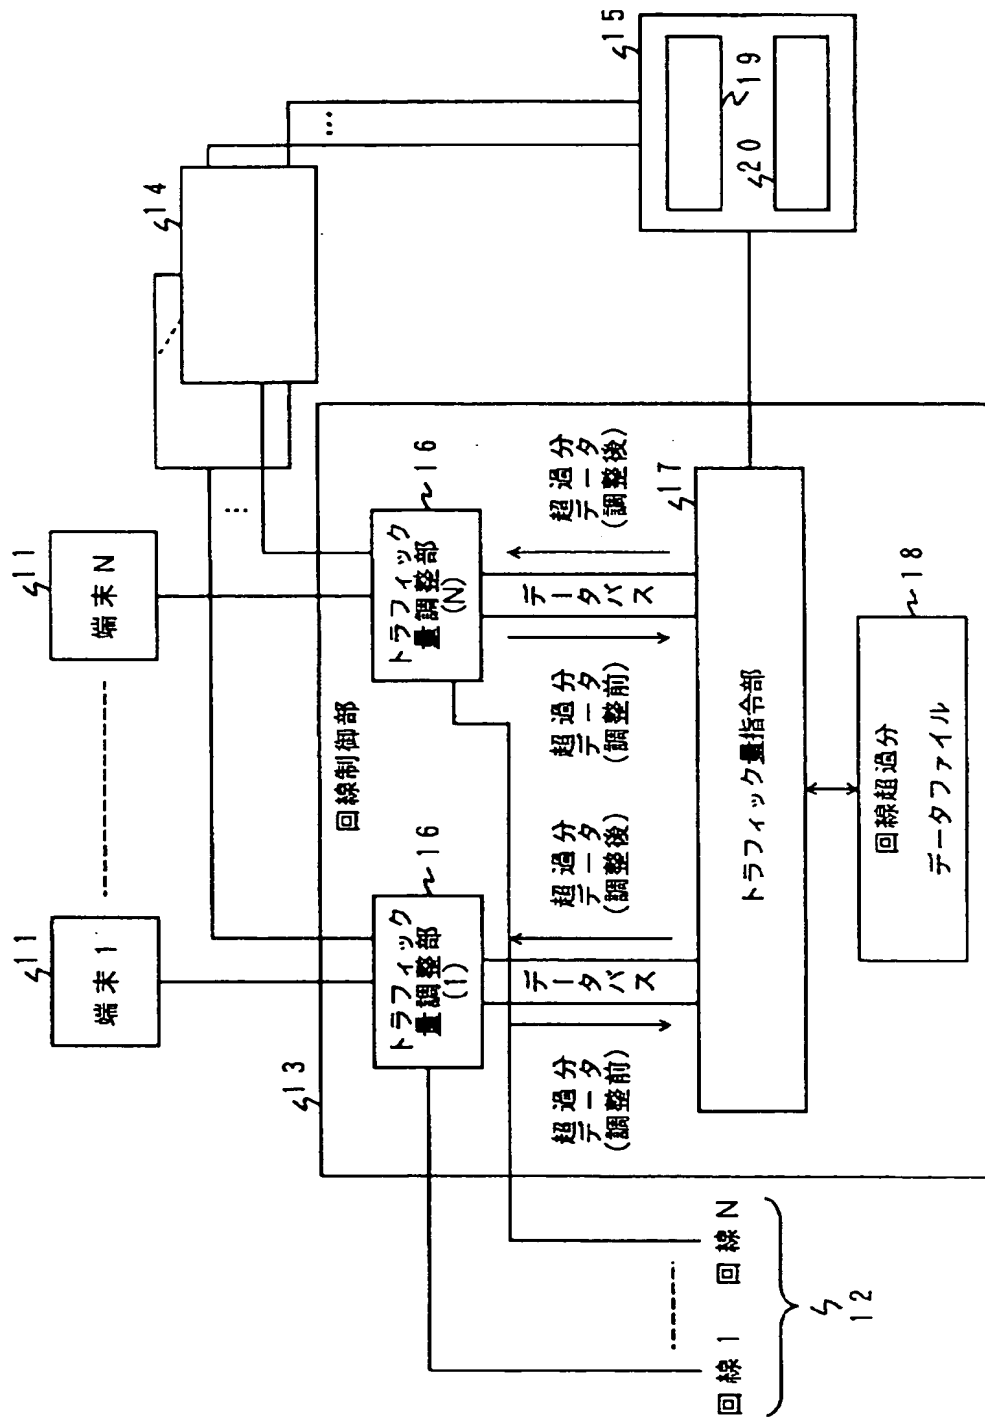 端末1
11
端末N
11
14
15
19
20
13
回線制御部
トラフィック
量調整部
(1)
16
トラフィック
量調整部
(N)
16
超過分
データ
(調整前)
データバス
超過分
データ
(調整後)
超過分
データ
(調整前)
データバス
超過分
データ
(調整後)
トラフィック量指令部
17
回線超過分
データファイル
18
回線1
回線N
12